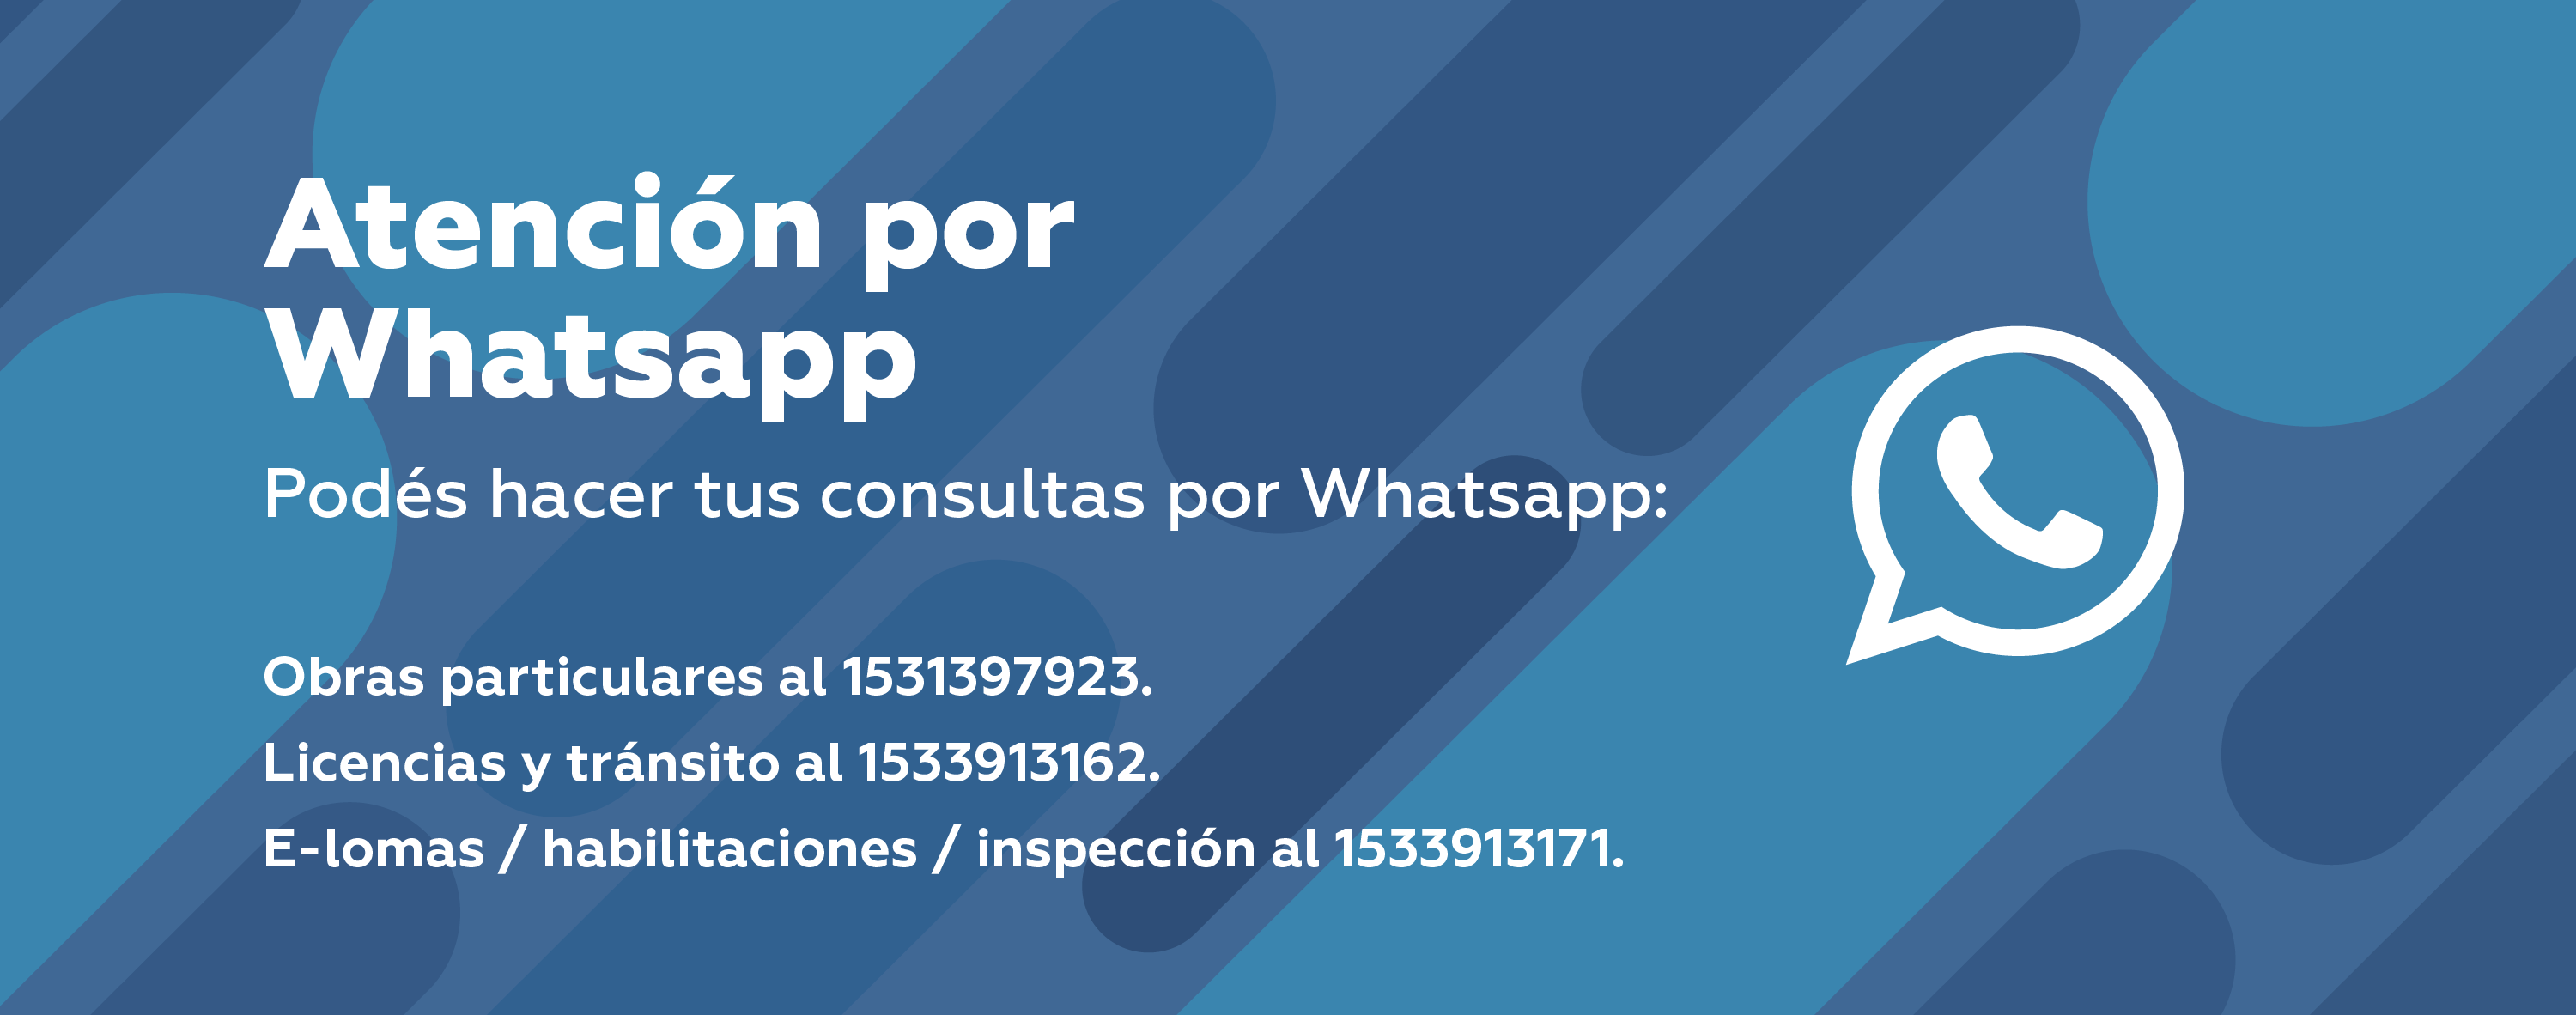 Atención por
Whatsapp
Podés hacer tus consultas por Whatsapp:
Obras particulares al 1531397923.
Licencias y tránsito al 1533913162.
E-lomas / habilitaciones / inspección al 1533913171.